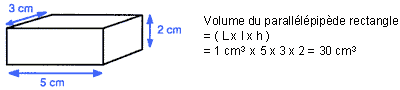 3 cm
2 cm
5 cm
Volume du parallélépipède rectangle
= ( L x l x h )
= 1 cm³ x 5 x 3 x 2 = 30 cm³